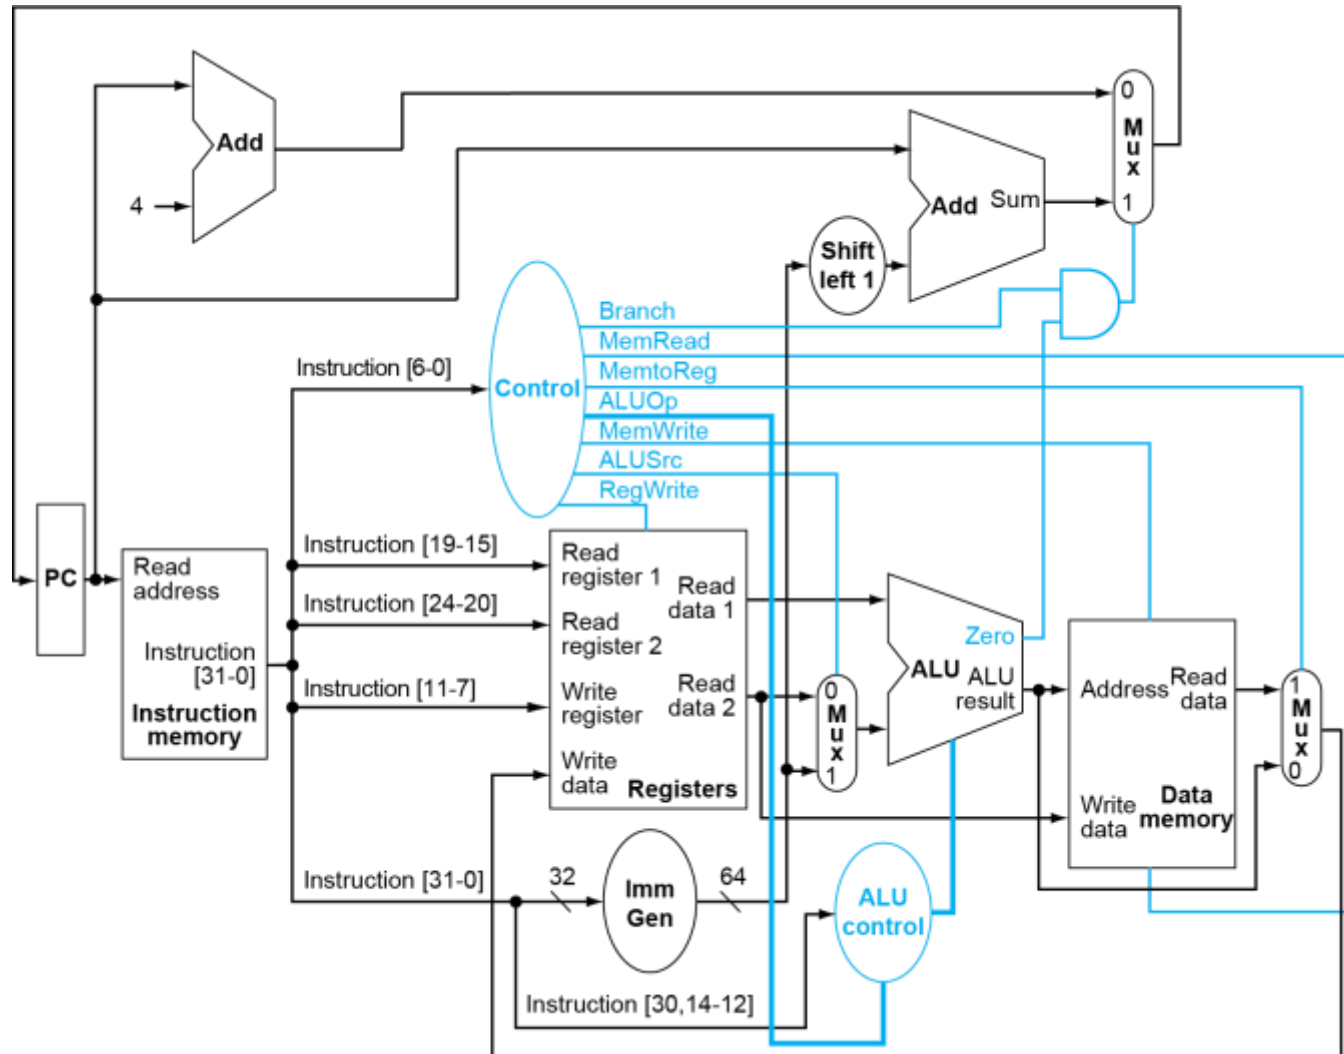 0
M
u
x
1
Add
4
Add
Sum
Shift
left 1
Branch
MemRead
MemtoReg
ALUOp
MemWrite
ALUSrc
RegWrite
Control
Instruction [6-0]
PC
Read
address
Instruction
[31-0]
Instruction
memory
Instruction [19-15]
Instruction [24-20]
Instruction [11-7]
Instruction [31-0]
Read
register 1
Read
register 2
Write
register
Write
data
Read
data 1
Read
data 2
Registers
0
M
u
x
1
Zero
ALU
ALU
result
Address
Read
data
Write
data
Data
memory
1
M
u
x
0
32
Imm
Gen
64
ALU
control
Instruction [30,14-12]